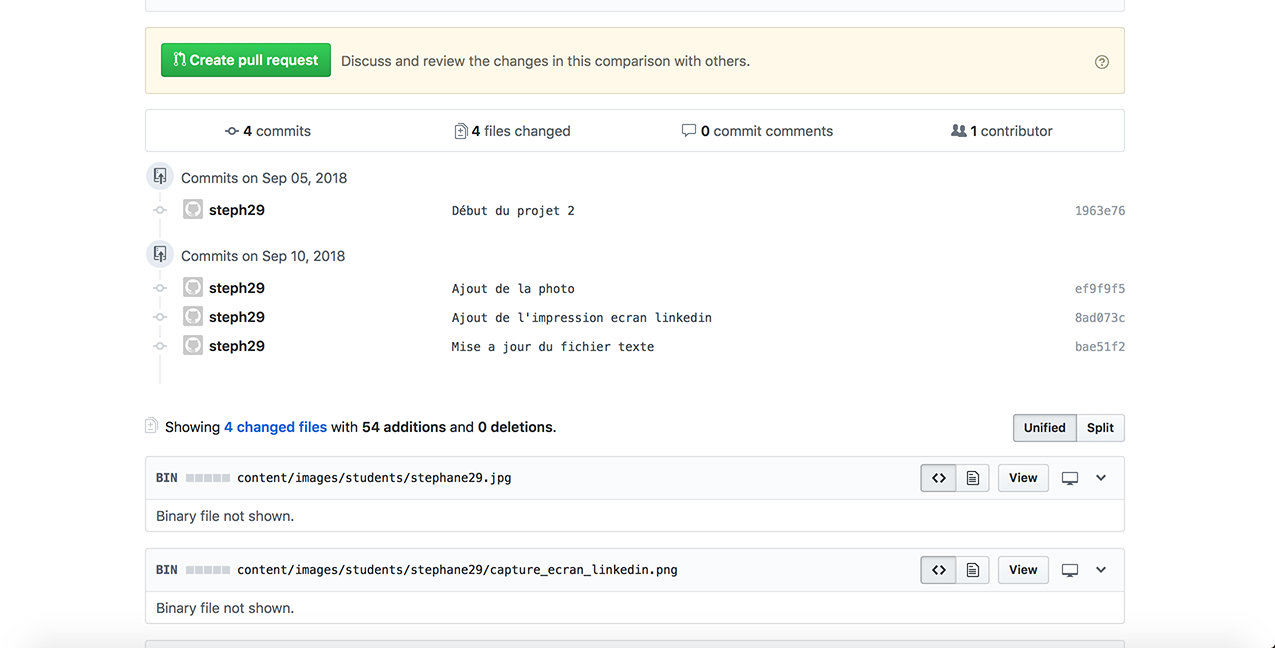 Create pull request Discuss and review the changes in this comparison with others.
4 commits 4 files changed 0 commit comments 1 contributor
Commits on Sep 05, 2018
steph29 Début du projet 2 1963e76
Commits on Sep 10, 2018
steph29 Ajout de la photo ef9f9f5
steph29 Ajout de l'impression ecran linkedin 8ad073c
steph29 Mise a jour du fichier texte bae51f2
Showing 4 changed files with 54 additions and 0 deletions. Unified Split
BIN content/images/students/stephane29.jpg View
Binary file not shown.
BIN content/images/students/stephane29/capture_ecran_linkedin.png View
Binary file not shown.